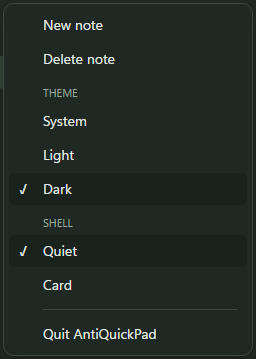 New note
Delete note
THEME
System
Light
✓ Dark
SHELL
✓ Quiet
Card
Quit AntiQuickPad